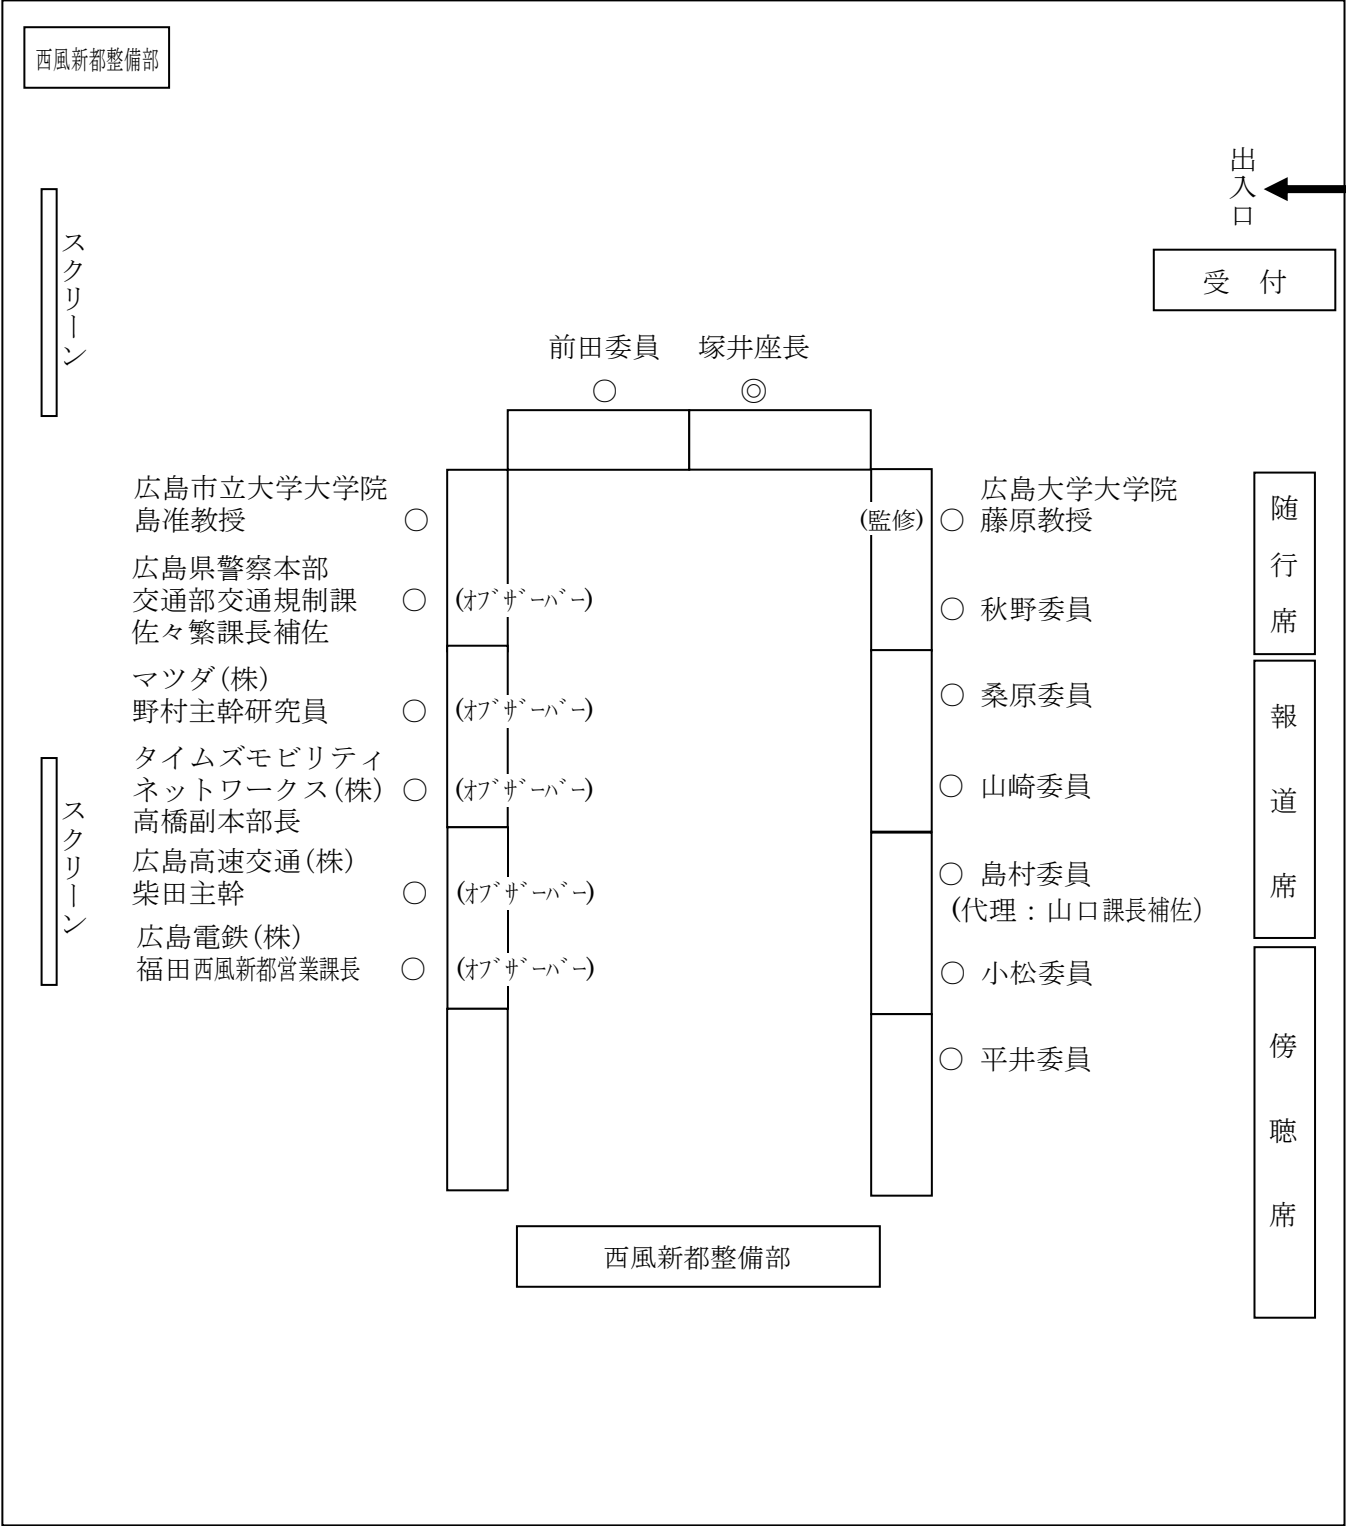 西風新都整備部
出入口
受　付
スクリーン
前田委員　塚井座長
○　◎
広島市立大学大学院
島准教授　○
広島県警察本部
交通部交通規制課　○　(ｵﾌﾞｻﾞｰﾊﾞｰ)
佐々繁課長補佐
マツダ(株)
野村主幹研究員　○　(ｵﾌﾞｻﾞｰﾊﾞｰ)
タイムズモビリティ
ネットワークス(株)　○　(ｵﾌﾞｻﾞｰﾊﾞｰ)
高橋副本部長
広島高速交通(株)
柴田主幹　○　(ｵﾌﾞｻﾞｰﾊﾞｰ)
広島電鉄(株)
福田西風新都営業課長　○　(ｵﾌﾞｻﾞｰﾊﾞｰ)
スクリーン
広島大学大学院
(監修)　○　藤原教授
○　秋野委員
○　桑原委員
○　山崎委員
○　島村委員
(代理：山口課長補佐)
○　小松委員
○　平井委員
随行席
報道席
傍聴席
西風新都整備部